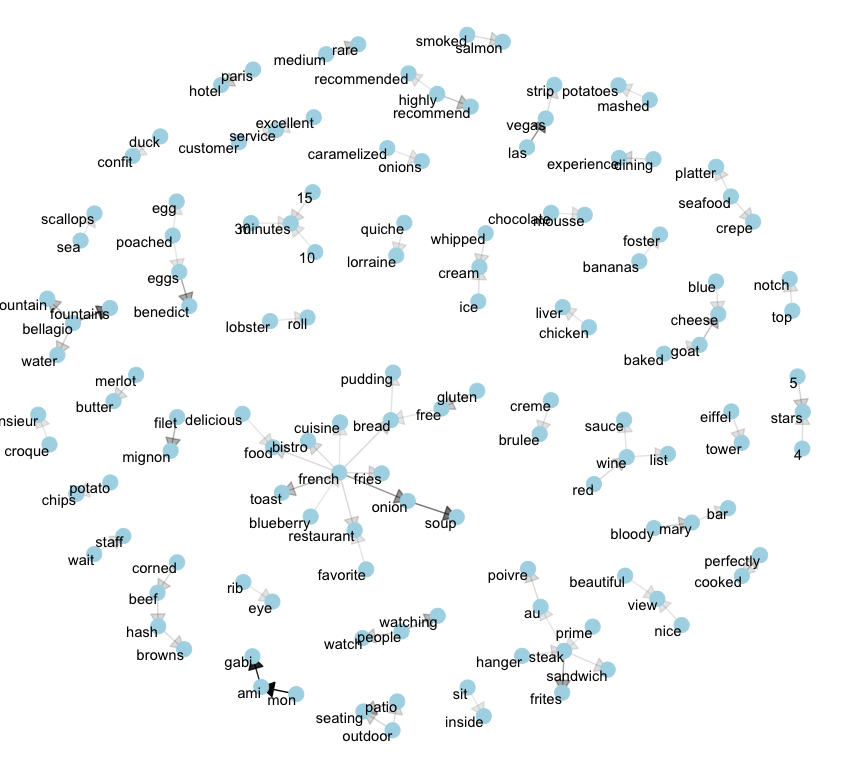 smoked
salmon
rare
medium
paris
hotel
recommended
highly
recommend
strip
potatoes
mashed
vegas
las
excellent
service
customer
duck
confit
caramelized
onions
experience
dining
platter
seafood
crepe
scallops
sea
egg
poached
eggs
benedict
15
30
minutes
10
quiche
lorraine
whipped
cream
ice
chocolate
mousse
foster
bananas
ountain
fountains
bellagio
water
lobster
roll
liver
chicken
blue
cheese
goat
baked
notch
top
merlot
butter
pudding
gluten
free
bread
creme
brulee
5
stars
4
nsieur
croque
filet
mignon
delicious
food
bistro
cuisine
french
fries
toast
onion
soup
blueberry
restaurant
favorite
sauce
wine
list
red
eiffel
tower
potato
chips
bloody
mary
bar
staff
wait
corned
beef
hash
browns
rib
eye
poivre
au
prime
steak
hanger
sandwich
frites
beautiful
view
nice
perfectly
cooked
watching
people
watch
gabi
ami
mon
patio
seating
outdoor
sit
inside